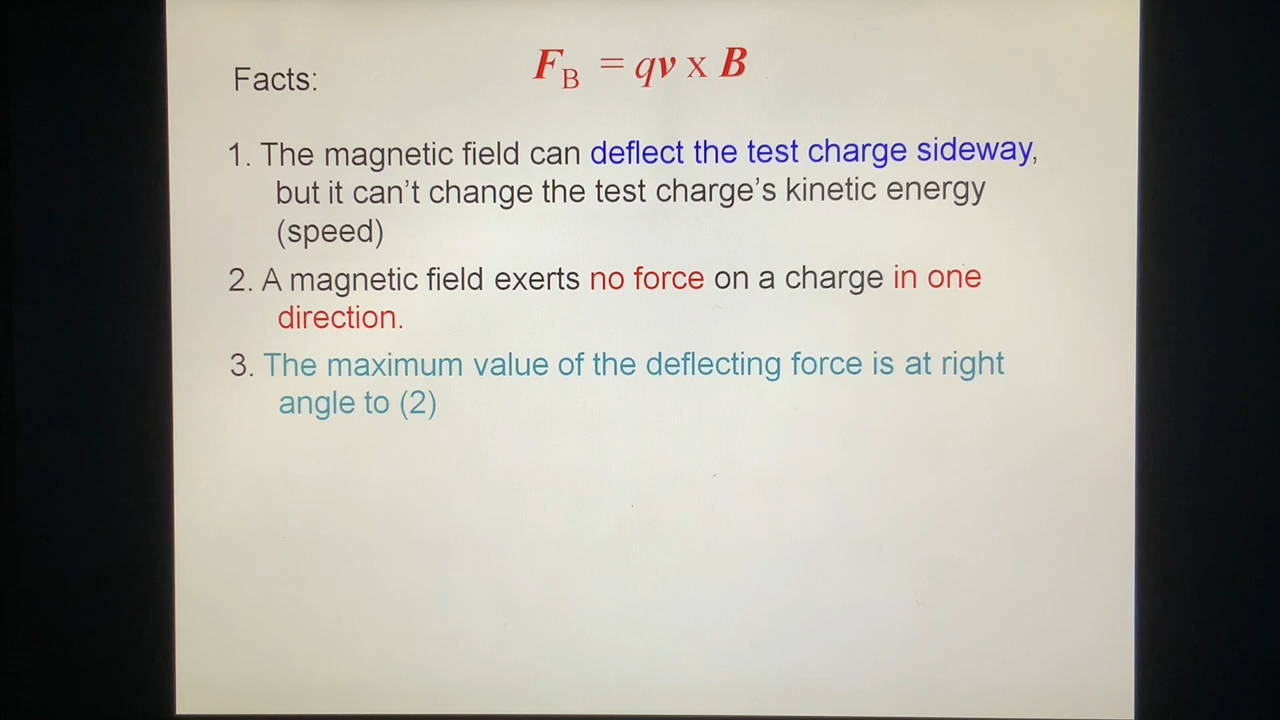 F_B = qv x B
Facts:
1. The magnetic field can deflect the test charge sideway,
but it can't change the test charge's kinetic energy
(speed)
2. A magnetic field exerts no force on a charge in one
direction.
3. The maximum value of the deflecting force is at right
angle to (2)